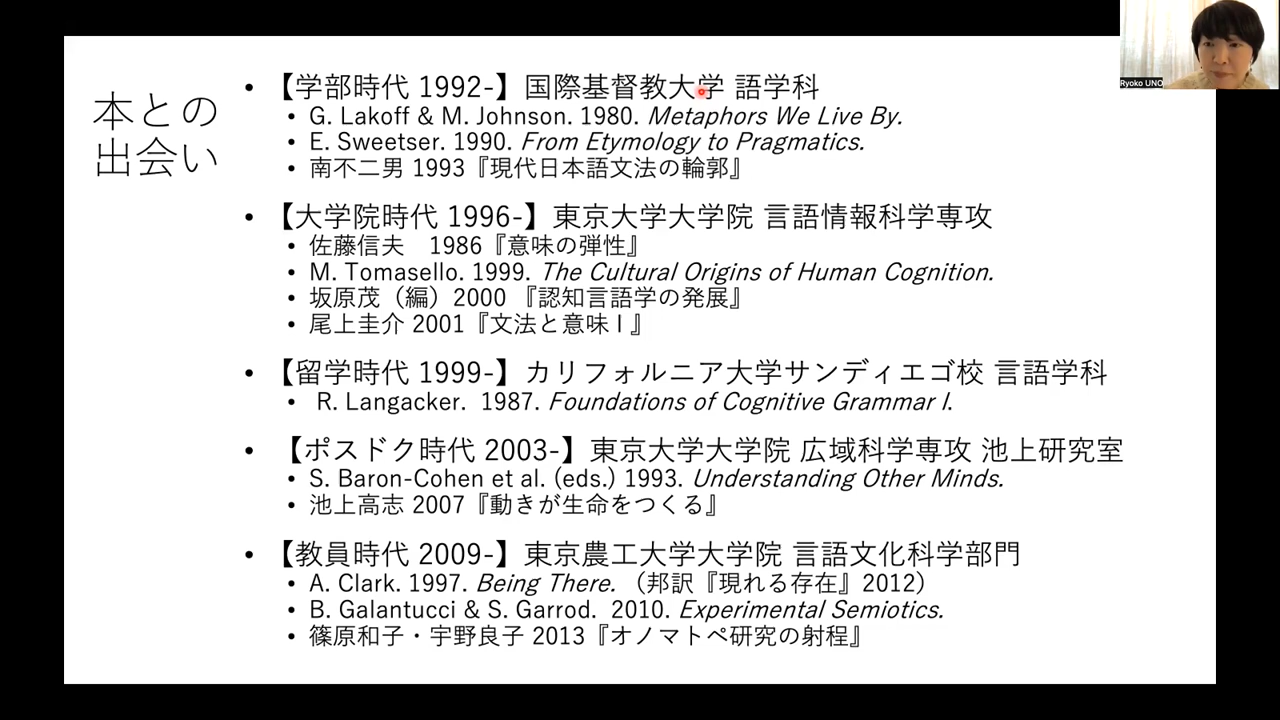 本との
出会い
• 【学部時代 1992-】国際基督教大学 語学科
• G. Lakoff & M. Johnson. 1980. Metaphors We Live By.
• E. Sweetser. 1990. From Etymology to Pragmatics.
• 南不二男 1993『現代日本語文法の輪郭』
• 【大学院時代 1996-】東京大学大学院 言語情報科学専攻
• 佐藤信夫　1986『意味の弾性』
• M. Tomasello. 1999. The Cultural Origins of Human Cognition.
• 坂原茂（編）2000 『認知言語学の発展』
• 尾上圭介 2001『文法と意味 I 』
• 【留学時代 1999-】カリフォルニア大学サンディエゴ校 言語学科
• R. Langacker. 1987. Foundations of Cognitive Grammar I.
• 【ポスドク時代 2003-】東京大学大学院 広域科学専攻 池上研究室
• S. Baron-Cohen et al. (eds.) 1993. Understanding Other Minds.
• 池上高志 2007『動きが生命をつくる』
• 【教員時代 2009-】東京農工大学大学院 言語文化科学部門
• A. Clark. 1997. Being There. （邦訳『現れる存在』2012）
• B. Galantucci & S. Garrod. 2010. Experimental Semiotics.
• 篠原和子・宇野良子 2013『オノマトペ研究の射程』
Ryoko UNO